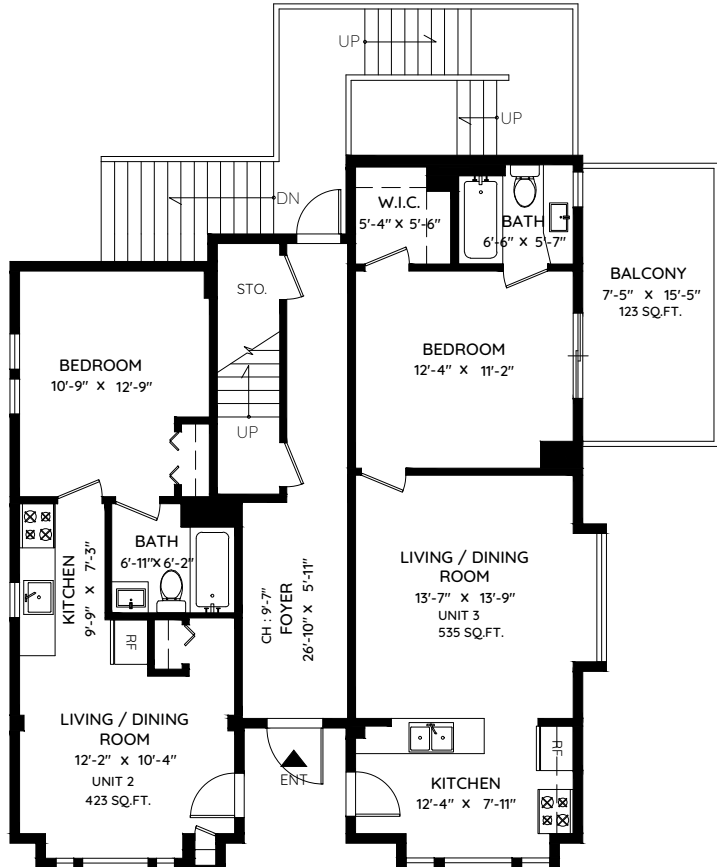 UP
UP
DN
W.I.C.
5'-4" X 5'-6"
BATH
6'-6" X 5'-7"
BALCONY
7'-5" X 15'-5"
123 SQ.FT.
STO.
UP
BEDROOM
10'-9" X 12'-9"
BEDROOM
12'-4" X 11'-2"
KITCHEN
9'-9" X 7'-3"
BATH
6'-11" X 6'-2"
RF
CH : 9'-7"
FOYER
26'-10" X 5'-11"
LIVING / DINING
ROOM
13'-7" X 13'-9"
UNIT 3
535 SQ.FT.
LIVING / DINING
ROOM
12'-2" X 10'-4"
UNIT 2
423 SQ.FT.
ENT
RF
KITCHEN
12'-4" X 7'-11"